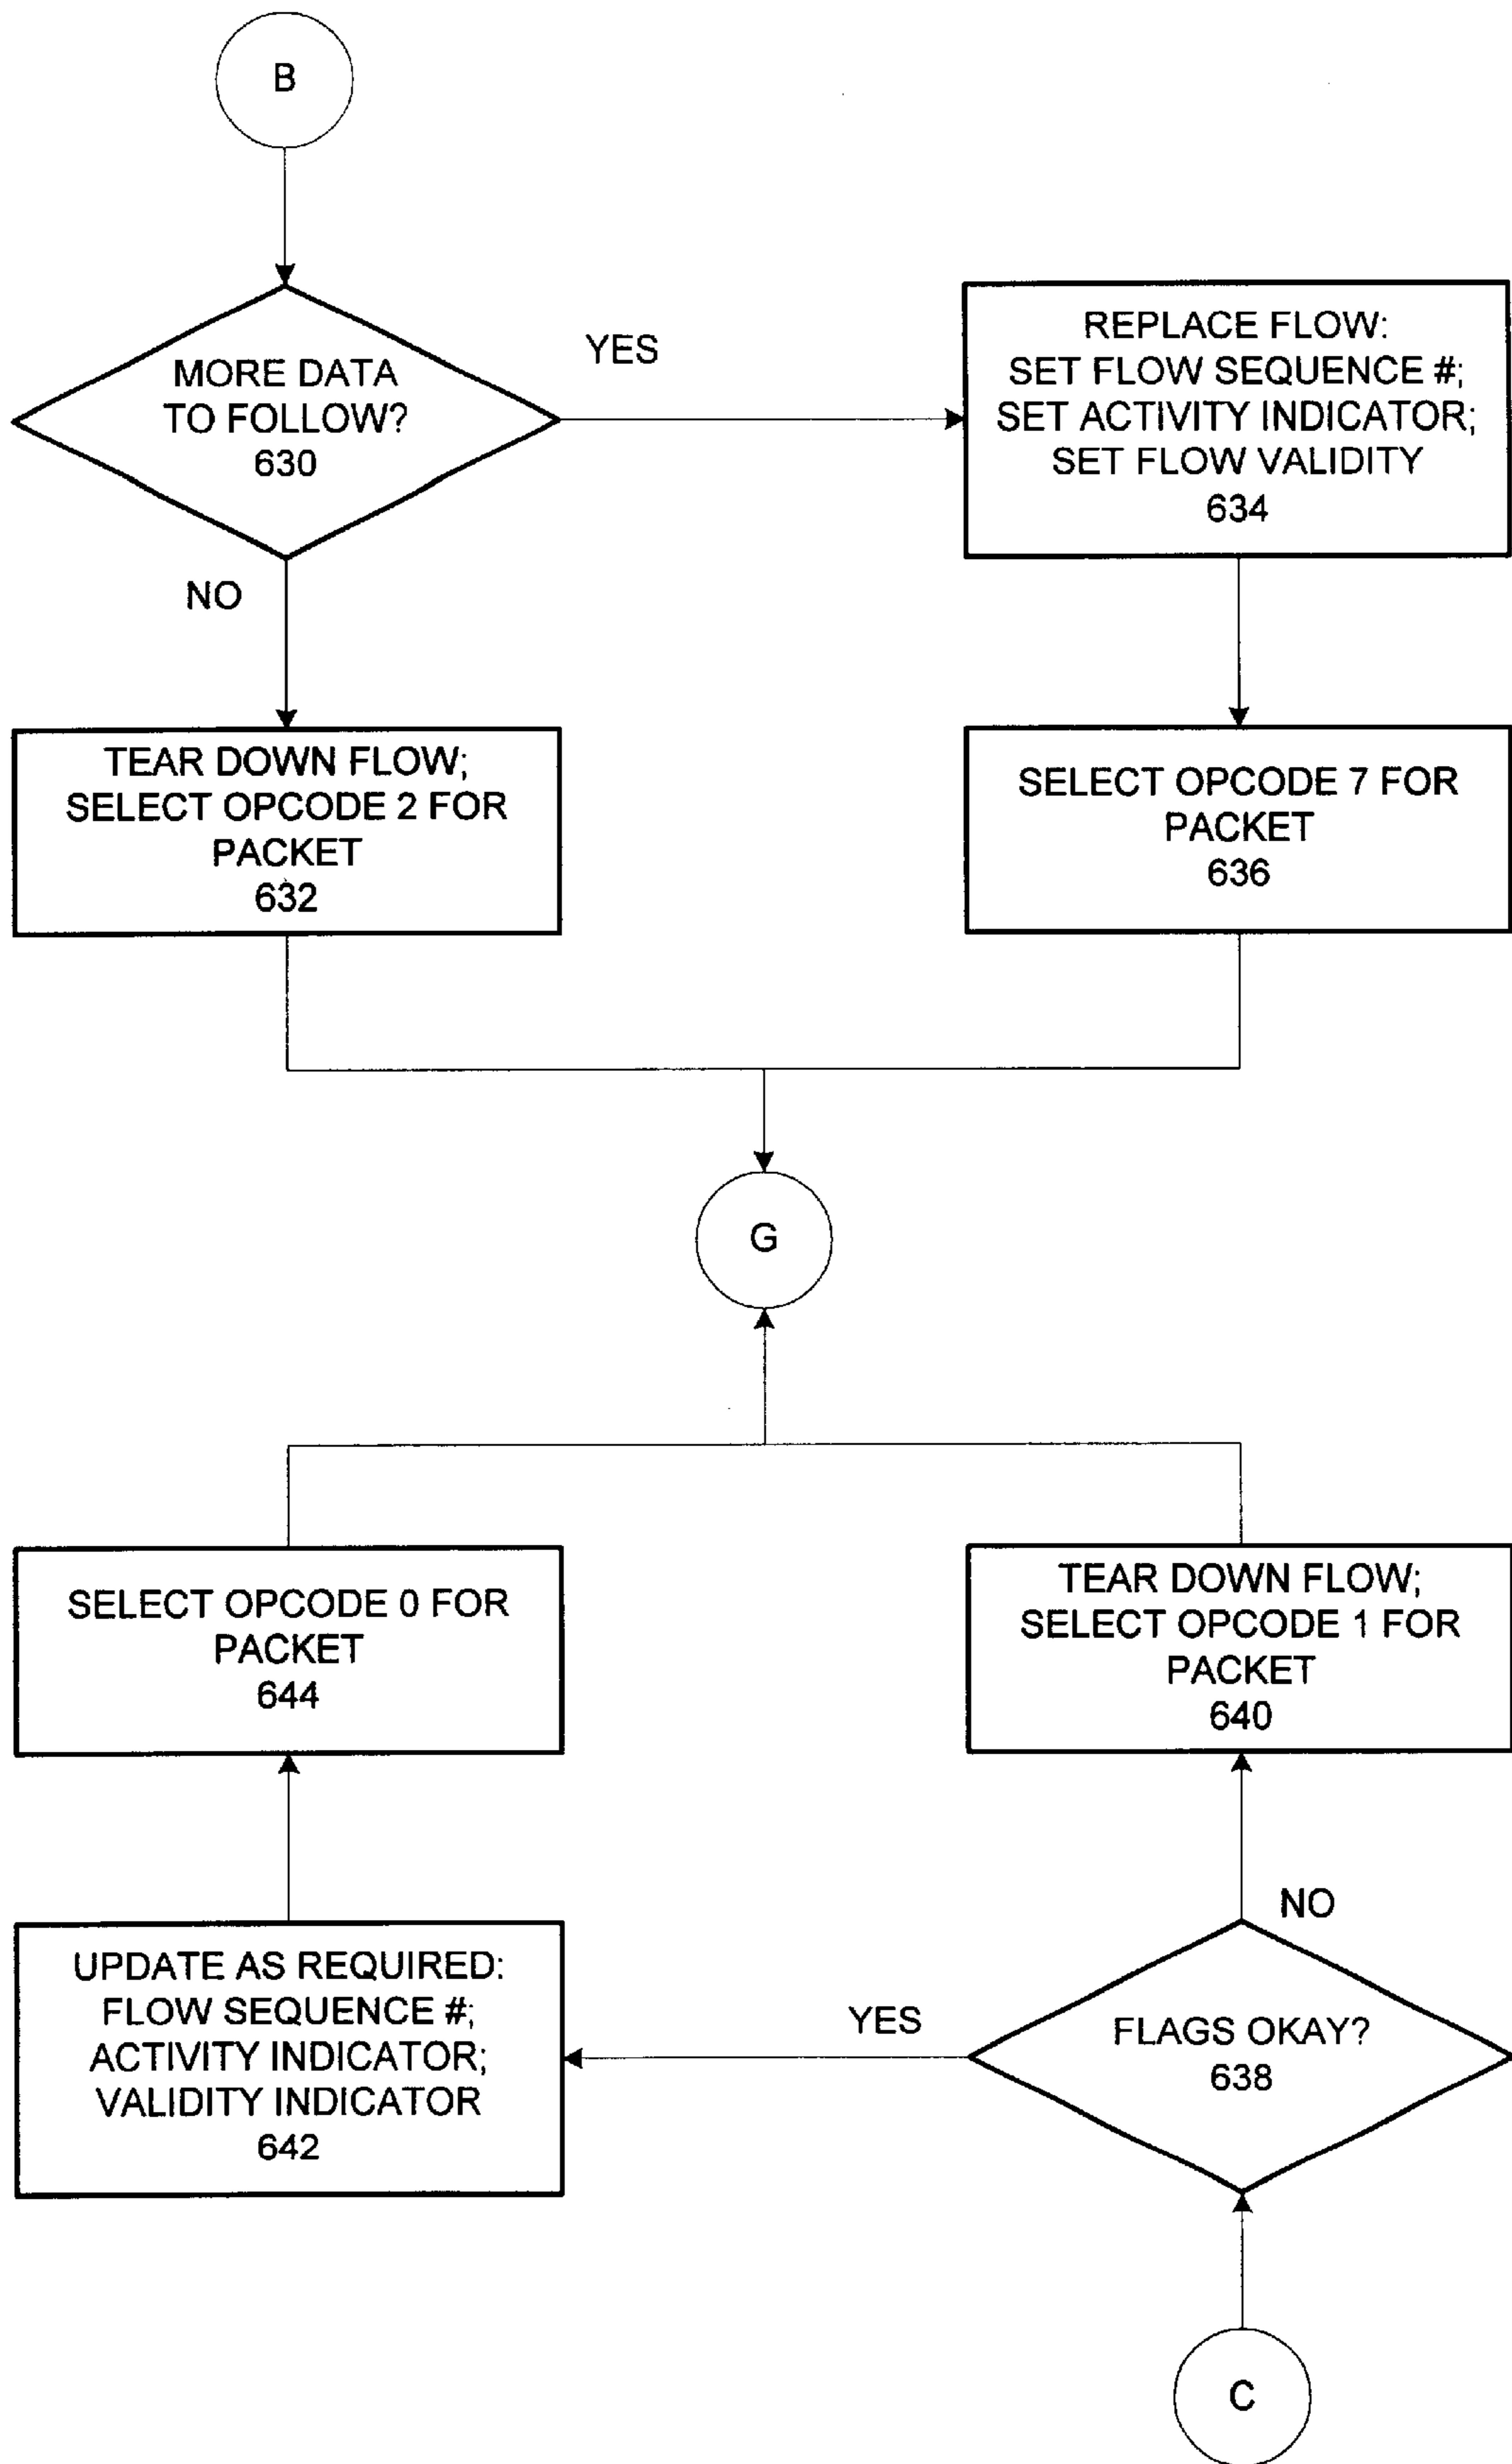 B
MORE DATA
TO FOLLOW?
630
YES
NO
REPLACE FLOW:
SET FLOW SEQUENCE #;
SET ACTIVITY INDICATOR;
SET FLOW VALIDITY
634
TEAR DOWN FLOW;
SELECT OPCODE 2 FOR
PACKET
632
SELECT OPCODE 7 FOR
PACKET
636
G
SELECT OPCODE 0 FOR
PACKET
644
TEAR DOWN FLOW;
SELECT OPCODE 1 FOR
PACKET
640
NO
UPDATE AS REQUIRED:
FLOW SEQUENCE #;
ACTIVITY INDICATOR;
VALIDITY INDICATOR
642
YES
FLAGS OKAY?
638
C